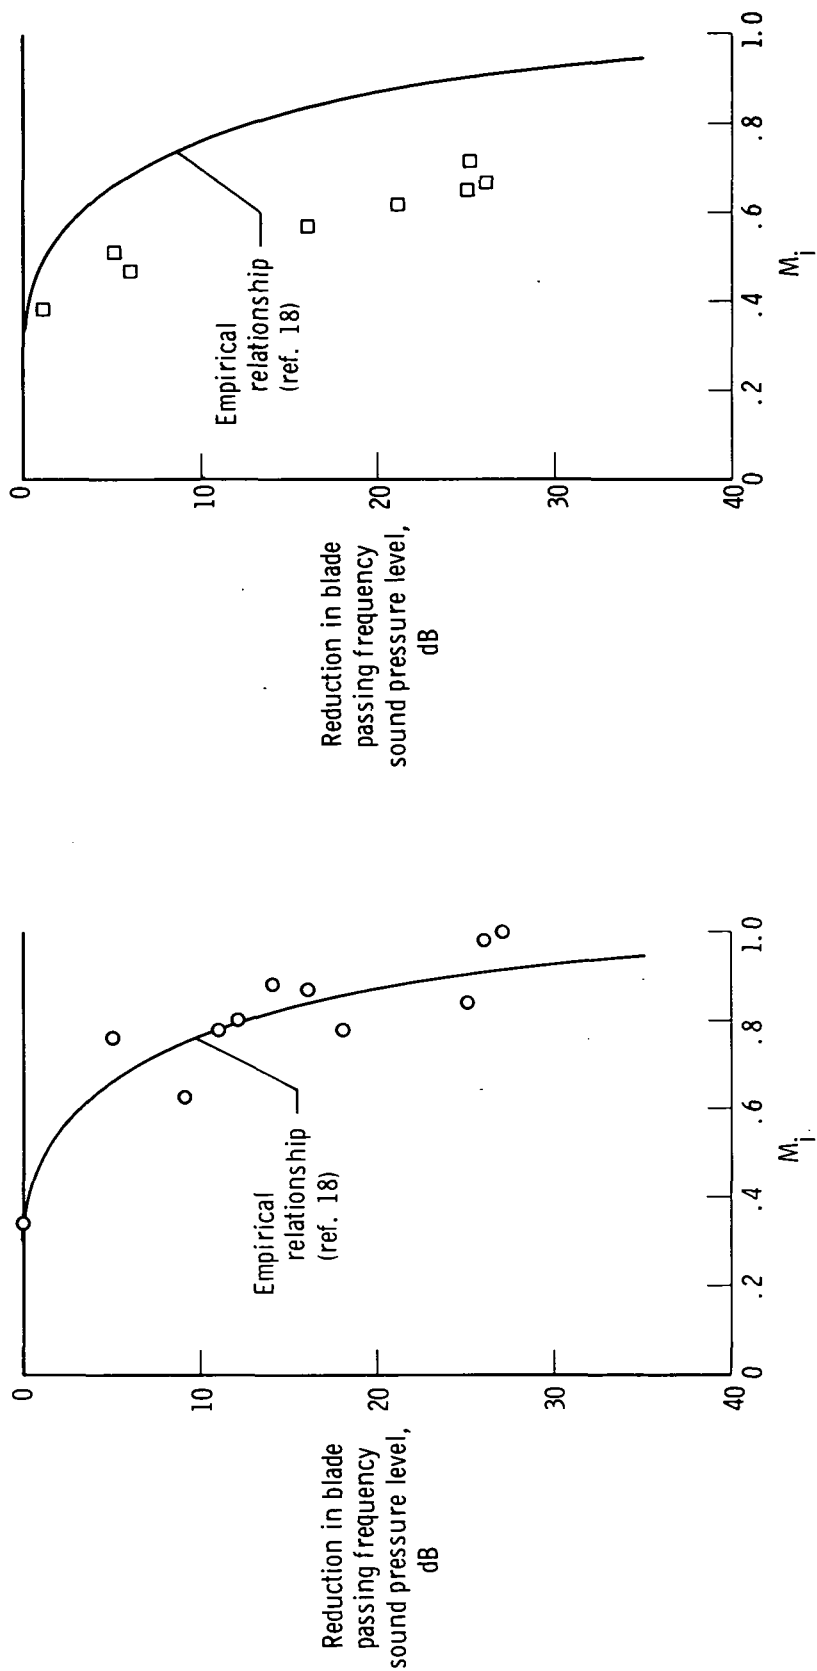 Reduction in blade
passing frequency
sound pressure level,
dB
0
10
20
30
40
Empirical
relationship
(ref. 18)
0
.2
.4
.6
.8
1.0
Mi
Reduction in blade
passing frequency
sound pressure level,
dB
0
10
20
30
40
Empirical
relationship
(ref. 18)
0
.2
.4
.6
.8
1.0
Mi